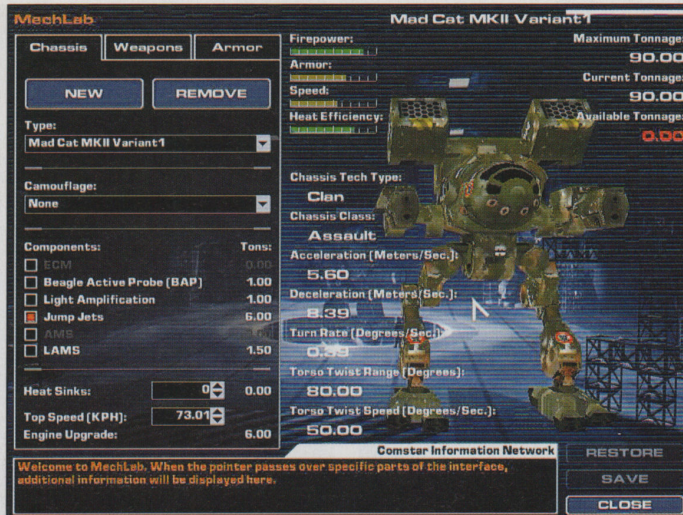 MechLab
Mad Cat MKII Variant1
Chassis
Weapons
Armor
NEW
REMOVE
Type:
Mad Cat MKII Variant1
Camouflage:
None
Components:
Tons:
ECM
0.00
Beagle Active Probe (BAP)
1.00
Light Amplification
1.00
Jump Jets
6.00
AMS
LAMS
1.50
Heat Sinks:
0
0.00
Top Speed (KPH):
73.01
Engine Upgrade:
6.00
Firepower:
Armor:
Speed:
Heat Efficiency:
Chassis Tech Type:
Clan
Chassis Class:
Assault
Acceleration (Meters/Sec.):
5.60
Deceleration (Meters/Sec.):
8.39
Turn Rate (Degrees/Sec.):
Torso Twist Range (Degrees):
80.00
Torso Twist Speed (Degrees/Sec.):
50.00
Maximum Tonnage:
90.00
Current Tonnage:
90.00
Available Tonnage:
0.00
Comstar Information Network
Welcome to MechLab. When the pointer passes over specific parts of the interface,
additional information will be displayed here.
RESTORE
SAVE
CLOSE